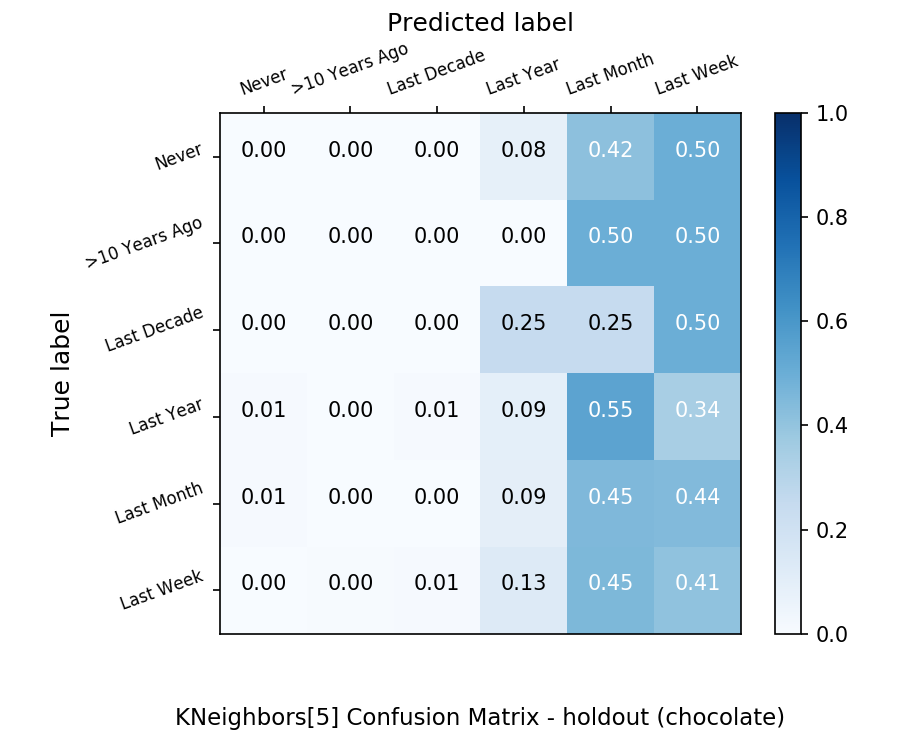 Predicted label
Never >10 Years Ago Last Decade Last Year Last Month Last Week
1.0
Never 0.00 0.00 0.00 0.08 0.42 0.50
0.8
>10 Years Ago 0.00 0.00 0.00 0.00 0.50 0.50
Last Decade 0.00 0.00 0.00 0.25 0.25 0.50
0.6
True label
Last Year 0.01 0.00 0.01 0.09 0.55 0.34
0.4
Last Month 0.01 0.00 0.00 0.09 0.45 0.44
0.2
Last Week 0.00 0.00 0.01 0.13 0.45 0.41
0.0
KNeighbors[5] Confusion Matrix - holdout (chocolate)